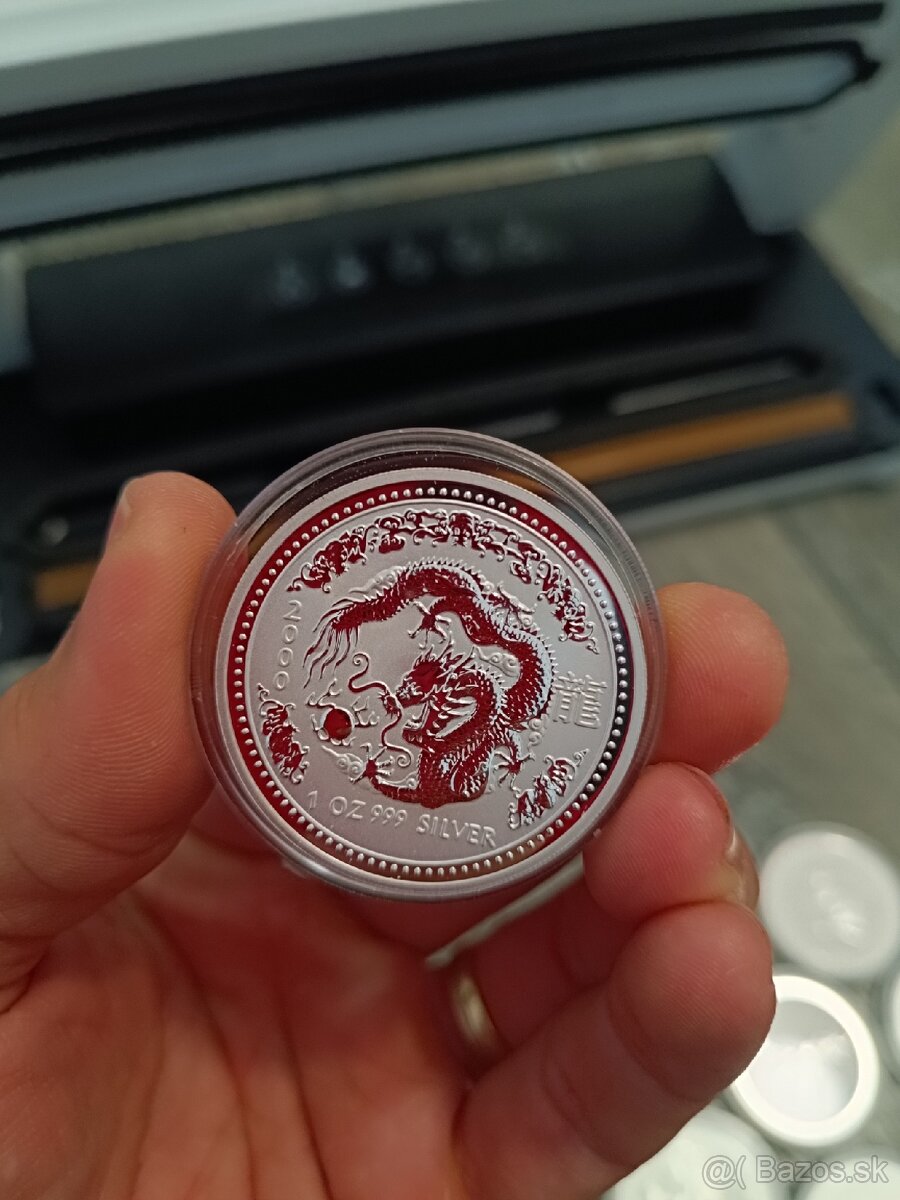 2000
龍
1 OZ 999 SILVER
@( Bazos.sk